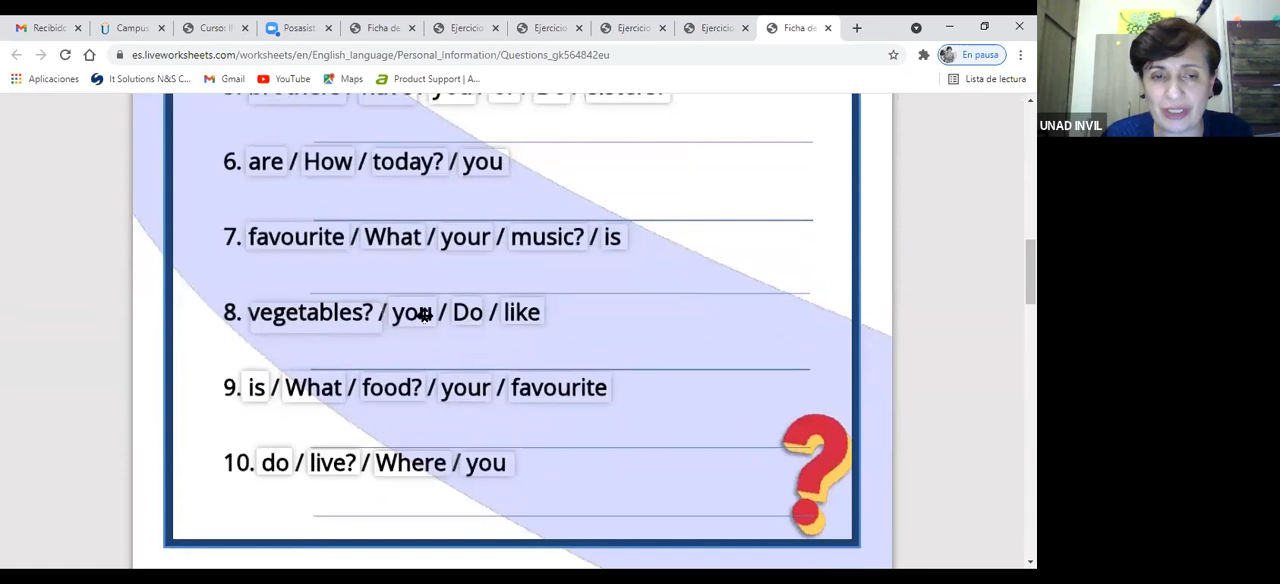 Recibido
Campus
Curso: I
Posasist
Ficha de
Ejercicio
Ejercicio
Ejercicio
Ejercicio
Ficha de
es.liveworksheets.com/worksheets/en/English_language/Personal_Information/Questions_gk564842eu
En pausa
Aplicaciones
It Solutions N&S C...
Gmail
YouTube
Maps
Product Support | A...
Lista de lectura
UNAD INVIL
6. are / How / today? / you
7. favourite / What / your / music? / is
8. vegetables? / you / Do / like
9. is / What / food? / your / favourite
10. do / live? / Where / you
?